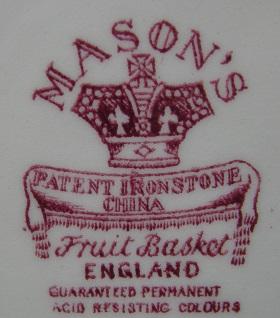 MASON'S
PATENT IRONSTONE
CHINA
Fruit Basket
ENGLAND
GUARANTEED PERMANENT
ACID RESISTING COLOURS